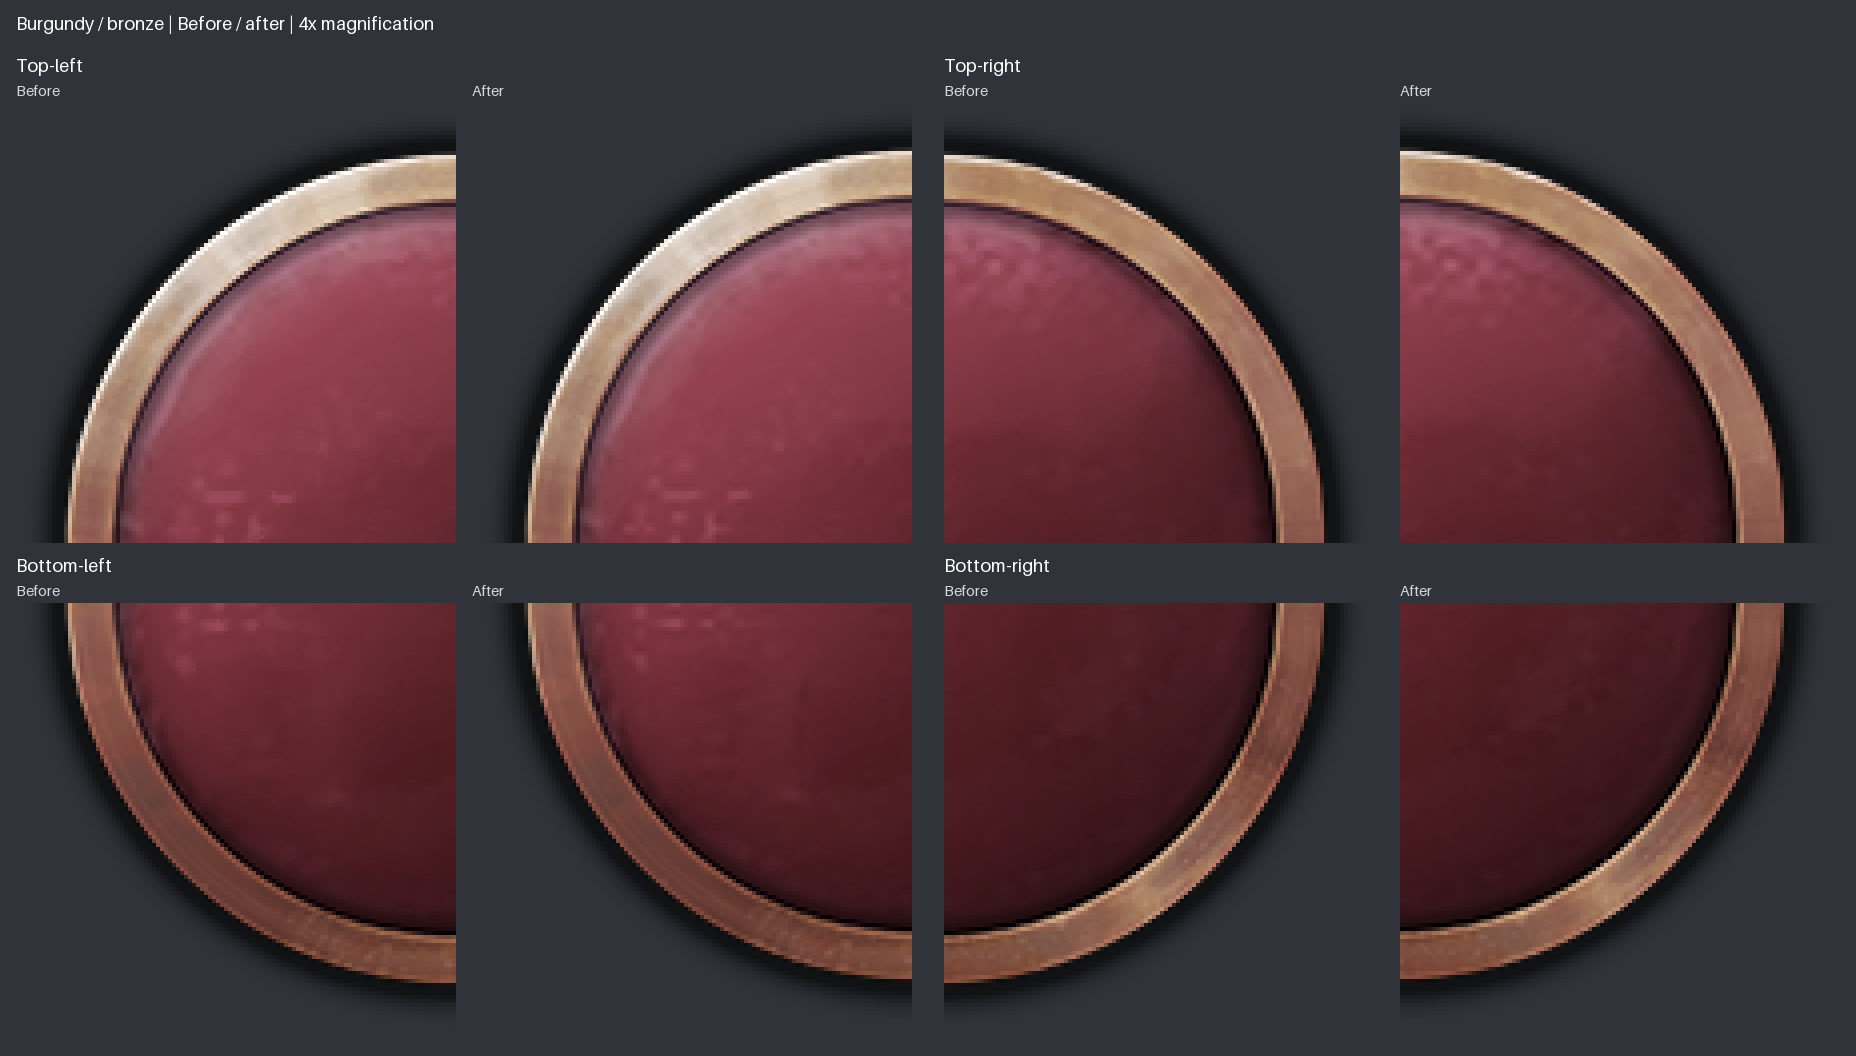 Burgundy / bronze | Before / after | 4x magnification
Top-left
Before
After
Top-right
Before
After
Bottom-left
Before
After
Bottom-right
Before
After